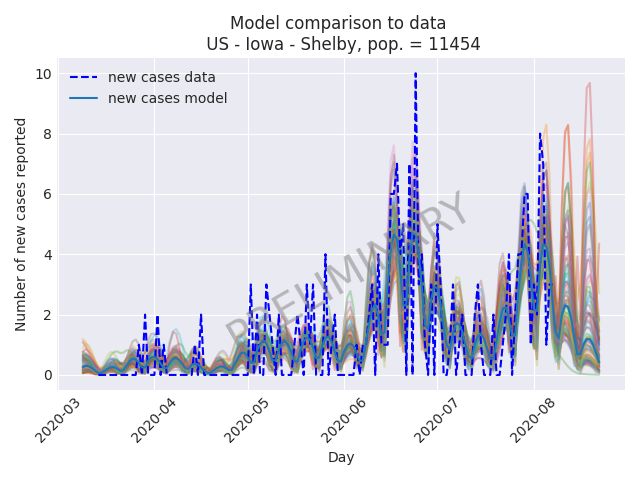 Model comparison to data
US - Iowa - Shelby, pop. = 11454
new cases data
new cases model
PRELIMINARY
Number of new cases reported
10
8
6
4
2
0
2020-03
2020-04
2020-05
2020-06
2020-07
2020-08
Day